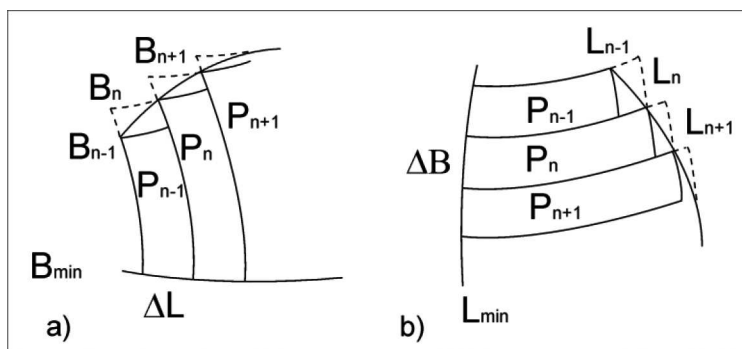 Bn+1
Bn
Bn-1
Pn+1
Pn
Pn-1
Bmin
ΔL
a)
Ln-1
Ln
Ln+1
Pn-1
ΔB
Pn
Pn+1
Lmin
b)